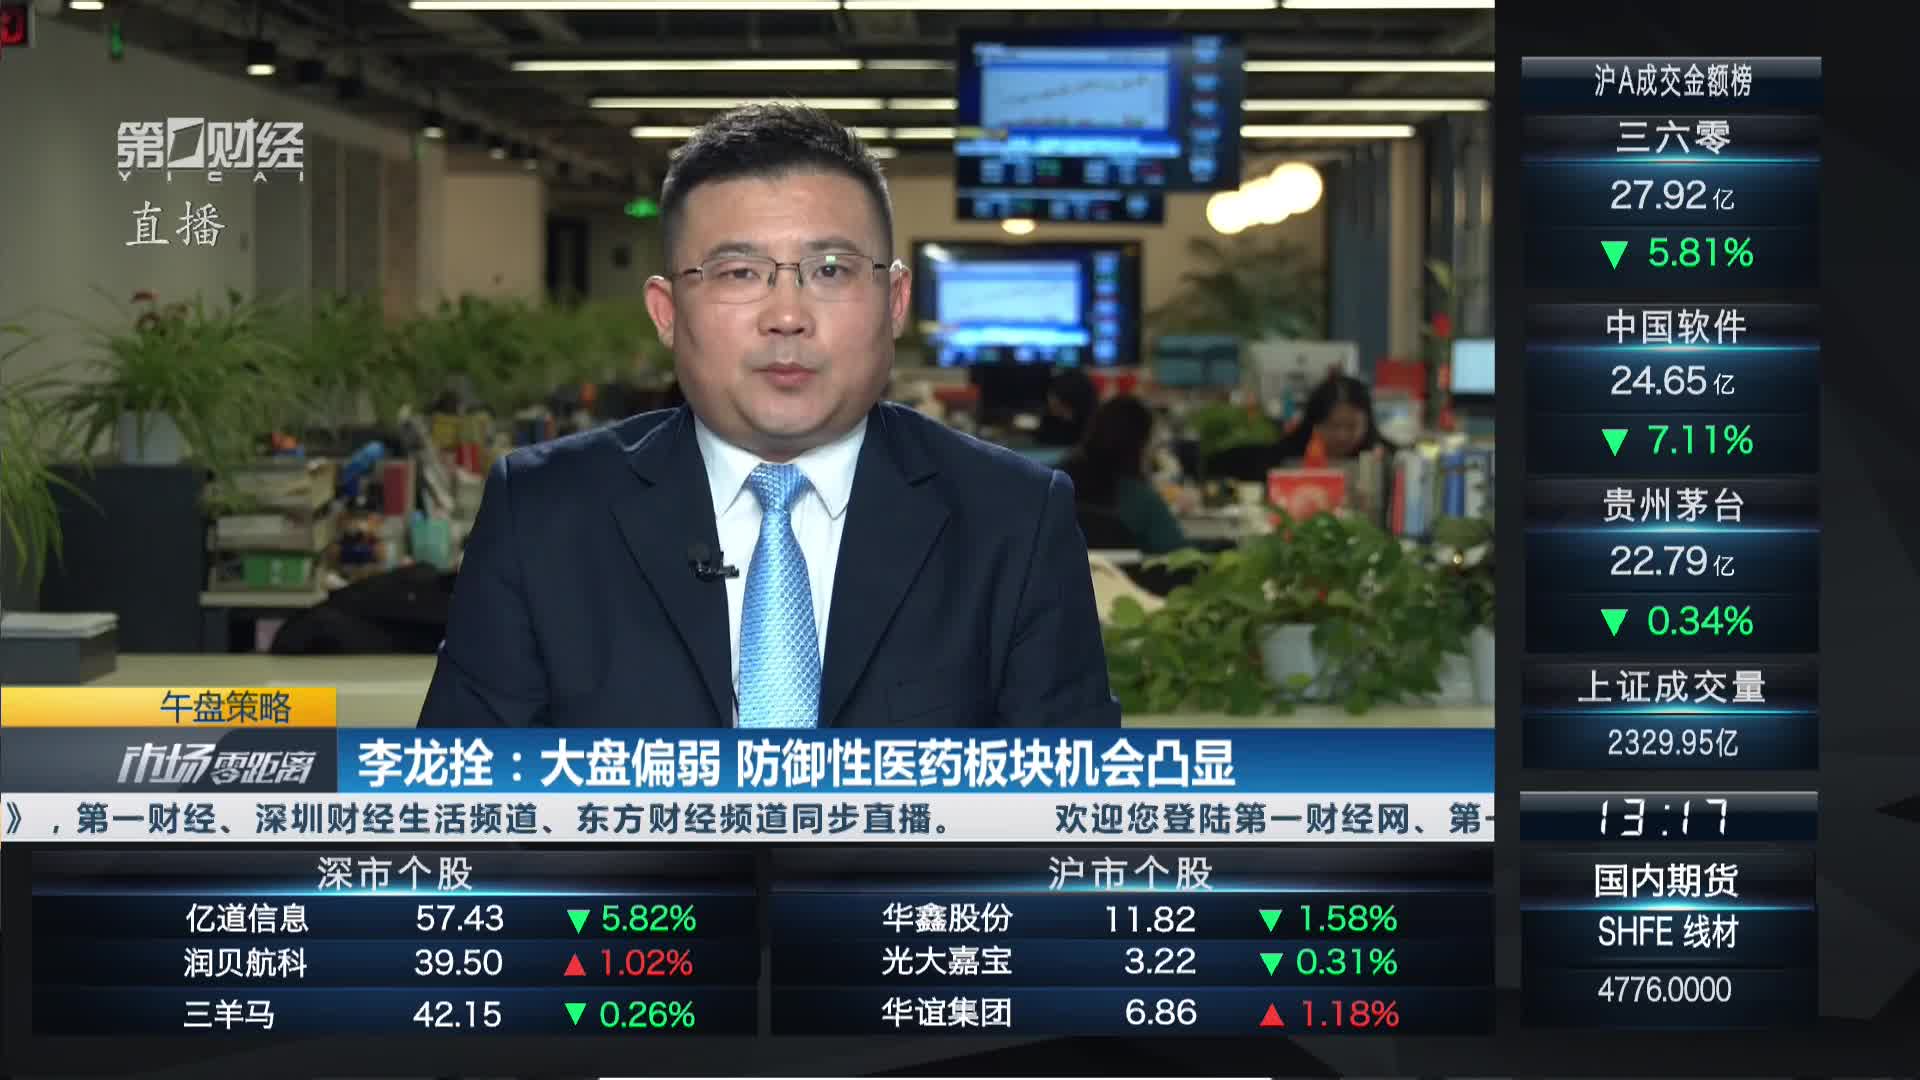 第一财经
YICAI
直播
午盘策略
市场零距离
李龙拴：大盘偏弱 防御性医药板块机会凸显
》，第一财经、深圳财经生活频道、东方财经频道同步直播。 欢迎您登陆第一财经网、第一
深市个股
亿道信息 57.43 ▼ 5.82%
润贝航科 39.50 ▲ 1.02%
三羊马 42.15 ▼ 0.26%
沪市个股
华鑫股份 11.82 ▼ 1.58%
光大嘉宝 3.22 ▼ 0.31%
华谊集团 6.86 ▲ 1.18%
沪A成交金额榜
三六零
27.92亿
▼ 5.81%
中国软件
24.65亿
▼ 7.11%
贵州茅台
22.79亿
▼ 0.34%
上证成交量
2329.95亿
13:17
国内期货
SHFE 线材
4776.0000